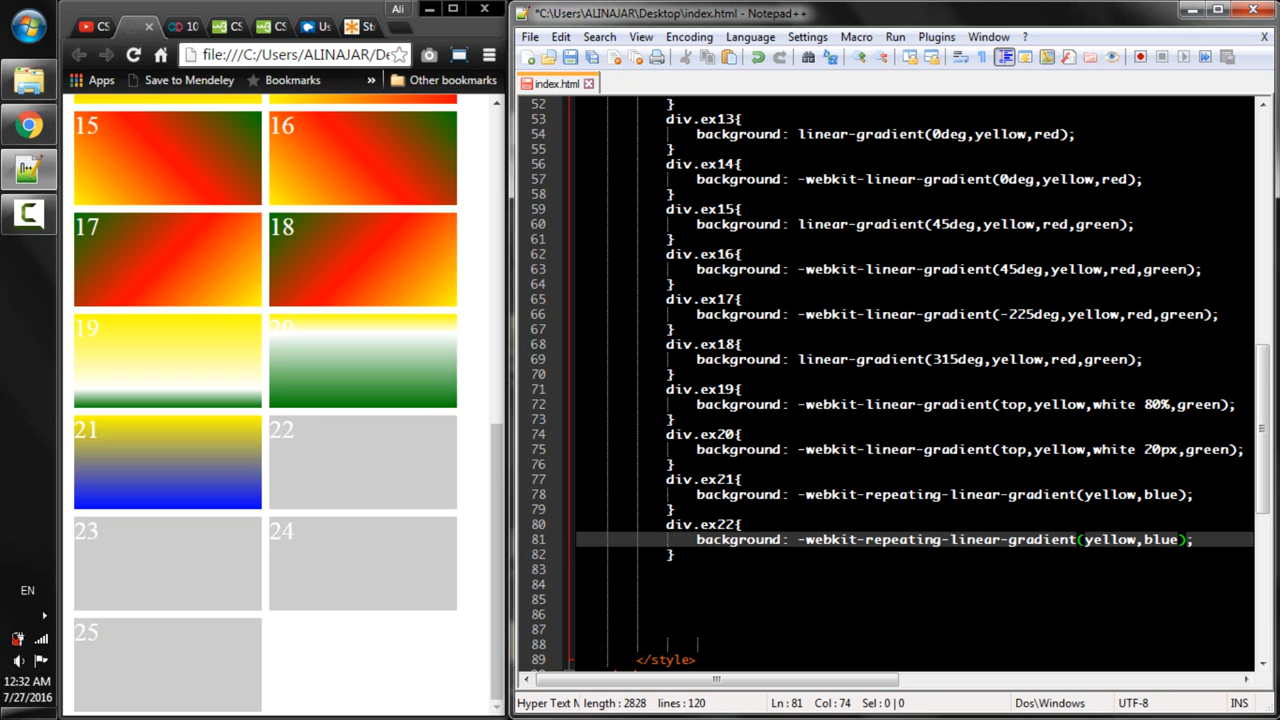 CS
10
CS
CS
Us
Str
Ali
file:///C:/Users/ALINAJAR/De
Apps
Save to Mendeley
Bookmarks
»
Other bookmarks
15
16
17
18
19
20
21
22
23
24
25
EN
12:32 AM
7/27/2016
*C:\Users\ALINAJAR\Desktop\index.html - Notepad++
File Edit Search View Encoding Language Settings Macro Run Plugins Window ? X
index.html
52 }
53 div.ex13{
54 background: linear-gradient(0deg,yellow,red);
55 }
56 div.ex14{
57 background: -webkit-linear-gradient(0deg,yellow,red);
58 }
59 div.ex15{
60 background: linear-gradient(45deg,yellow,red,green);
61 }
62 div.ex16{
63 background: -webkit-linear-gradient(45deg,yellow,red,green);
64 }
65 div.ex17{
66 background: -webkit-linear-gradient(-225deg,yellow,red,green);
67 }
68 div.ex18{
69 background: linear-gradient(315deg,yellow,red,green);
70 }
71 div.ex19{
72 background: -webkit-linear-gradient(top,yellow,white 80%,green);
73 }
74 div.ex20{
75 background: -webkit-linear-gradient(top,yellow,white 20px,green);
76 }
77 div.ex21{
78 background: -webkit-repeating-linear-gradient(yellow,blue);
79 }
80 div.ex22{
81 background: -webkit-repeating-linear-gradient(yellow,blue);
82 }
83
84
85
86
87
88
89 </style>
Hyper Text M length : 2828 lines : 120 Ln : 81 Col : 74 Sel : 0 | 0 Dos\Windows UTF-8 INS